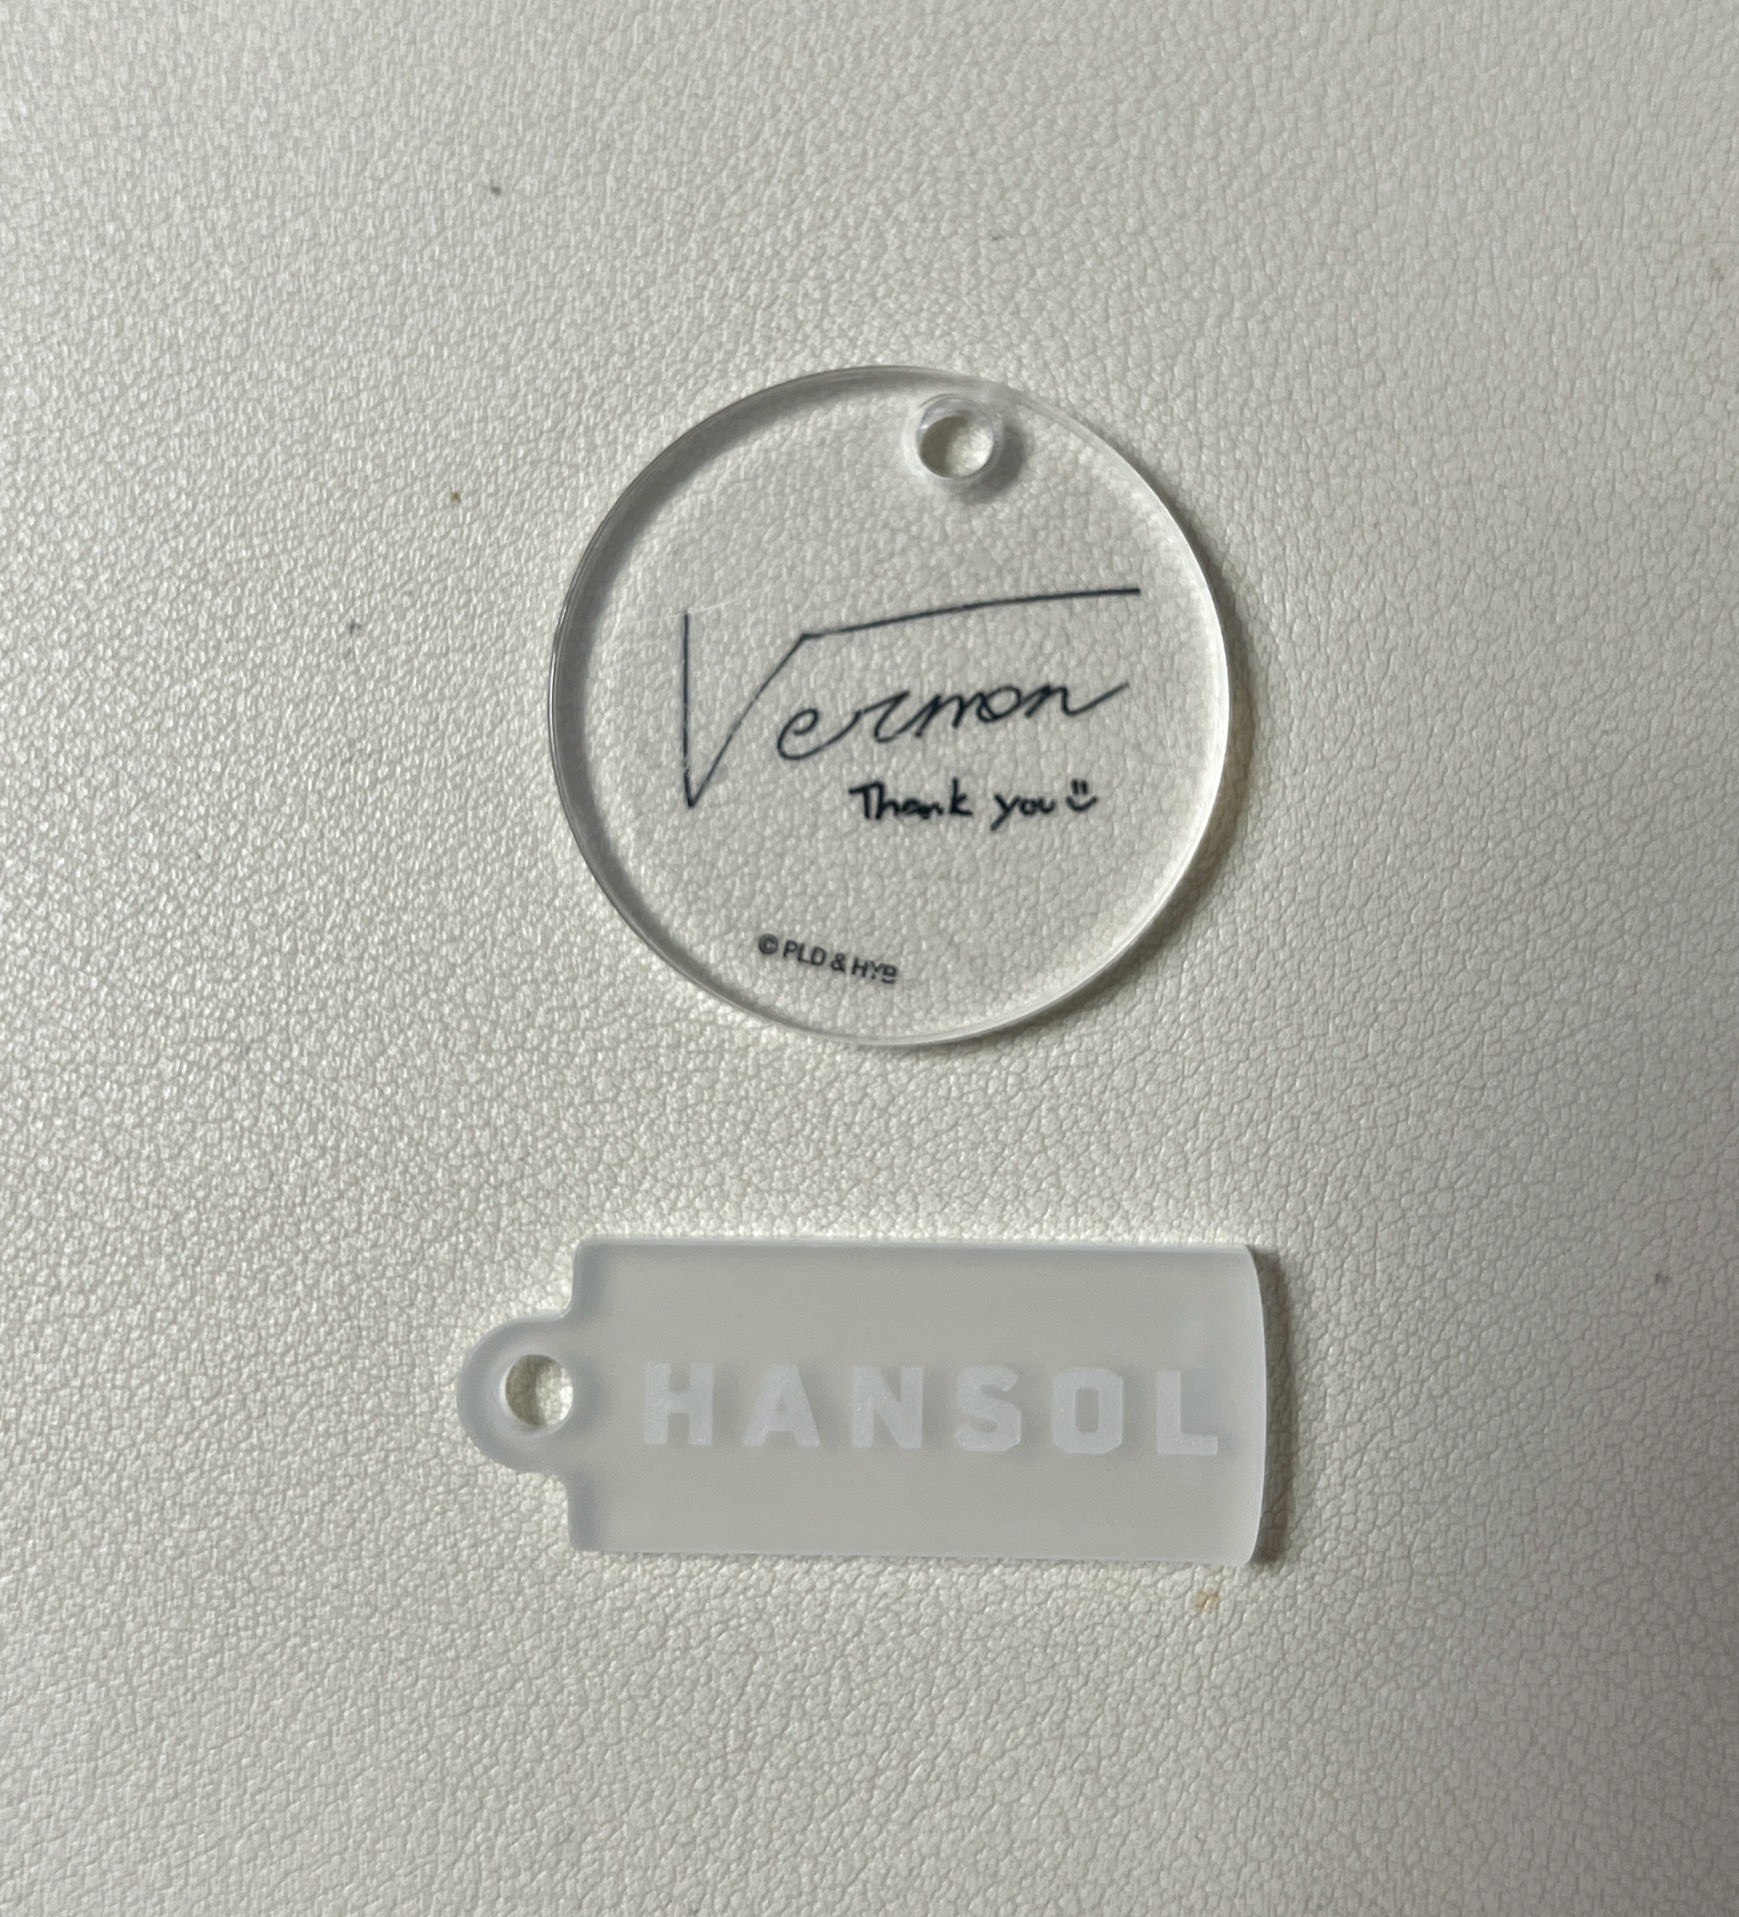 Vernon
Thank you
© PLD & HYB
HANSOL